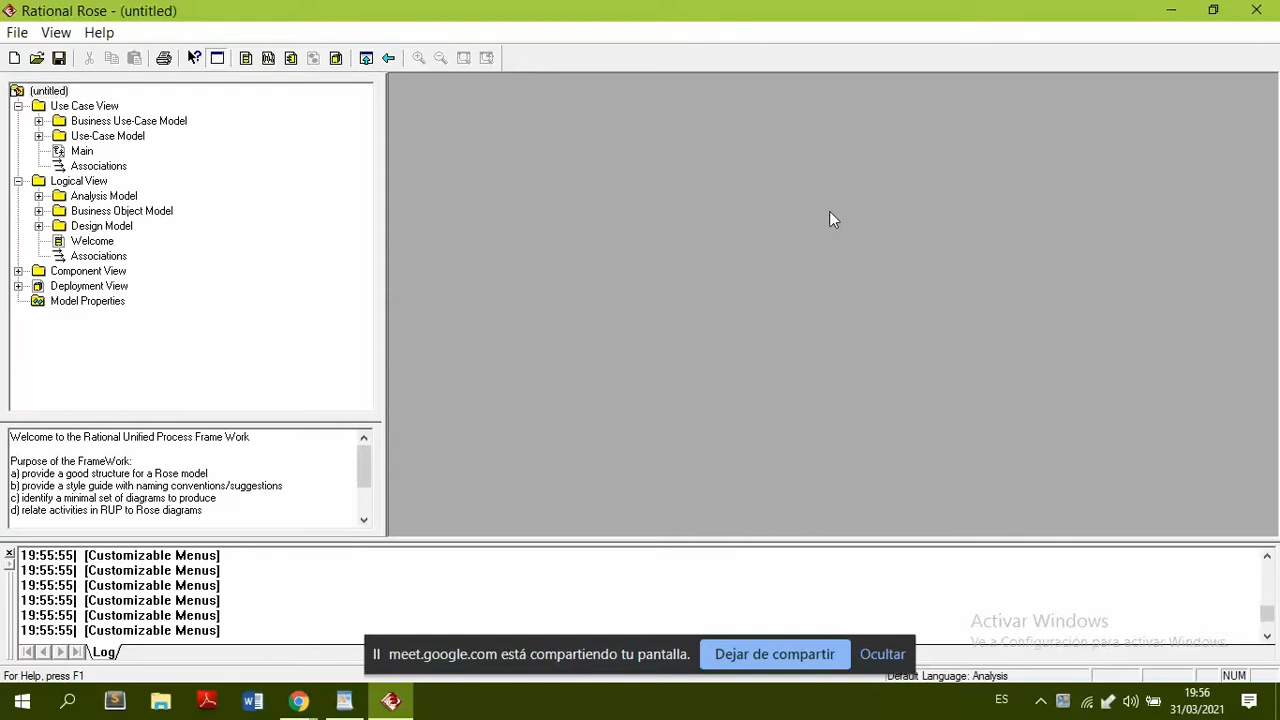 Rational Rose - (untitled)
File View Help
(untitled)
Use Case View
Business Use-Case Model
Use-Case Model
Main
Associations
Logical View
Analysis Model
Business Object Model
Design Model
Welcome
Associations
Component View
Deployment View
Model Properties
Welcome to the Rational Unified Process Frame Work
Purpose of the FrameWork:
a) provide a good structure for a Rose model
b) provide a style guide with naming conventions/suggestions
c) identify a minimal set of diagrams to produce
d) relate activities in RUP to Rose diagrams
19:55:55| [Customizable Menus]
19:55:55| [Customizable Menus]
19:55:55| [Customizable Menus]
19:55:55| [Customizable Menus]
19:55:55| [Customizable Menus]
19:55:55| [Customizable Menus]
Activar Windows
Ve a Configuración para activar Windows.
Log
meet.google.com está compartiendo tu pantalla. Dejar de compartir Ocultar
For Help, press F1
Default Language: Analysis NUM
ES
19:56
31/03/2021